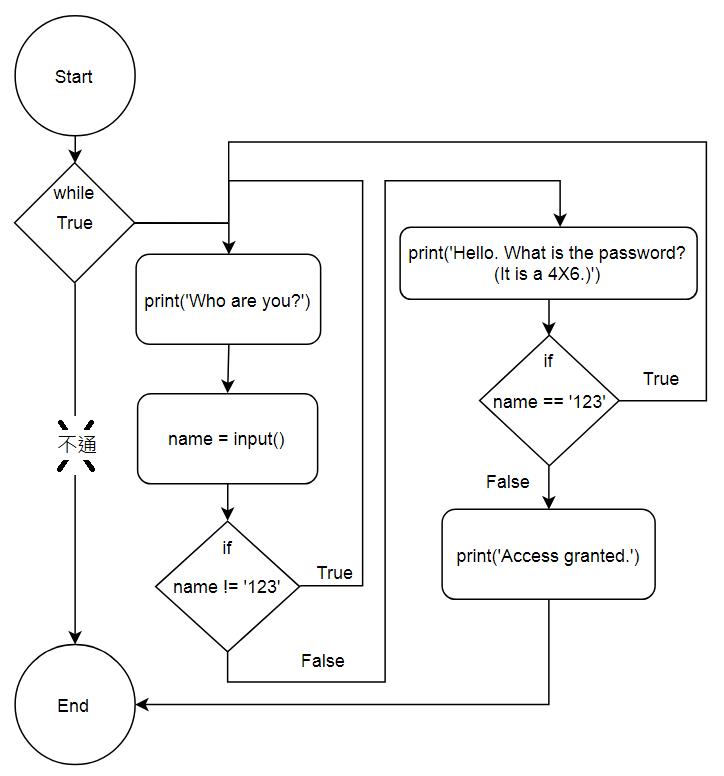 Start
while
True
print('Who are you?')
name = input()
if
name != '123'
True
False
print('Hello. What is the password?
(It is a 4X6.)')
if
name == '123'
True
False
print('Access granted.')
不通
End